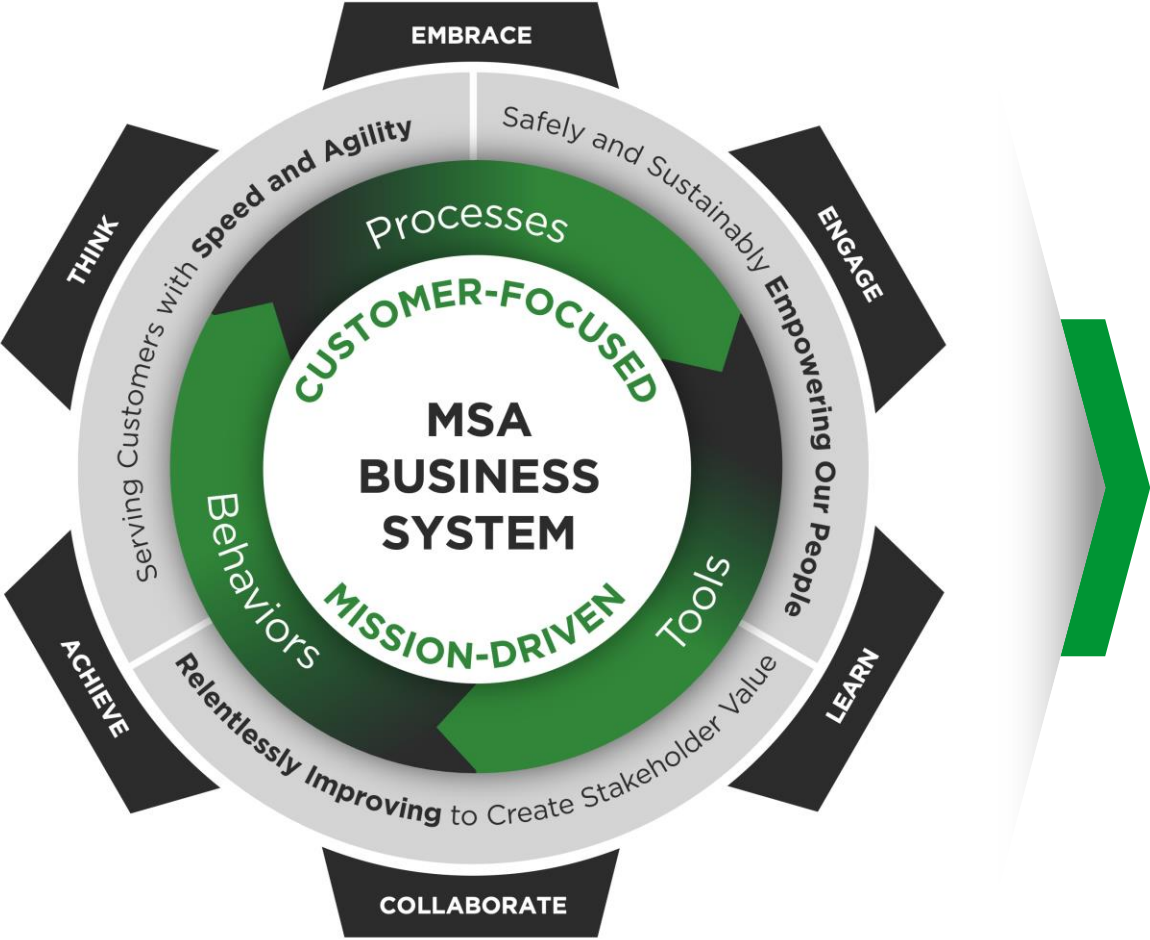 EMBRACE
ENGAGE
LEARN
COLLABORATE
ACHIEVE
THINK
Serving Customers with Speed and Agility
Safely and Sustainably Empowering Our People
Relentlessly Improving to Create Stakeholder Value
Processes
Tools
Behaviors
CUSTOMER-FOCUSED
MSA
BUSINESS
SYSTEM
MISSION-DRIVEN